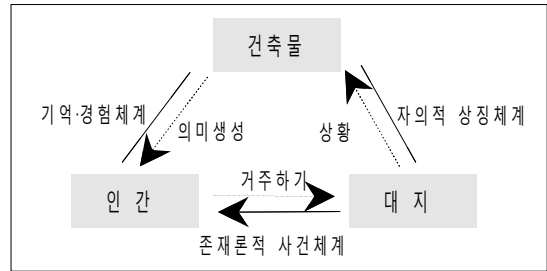 건축물
기억·경험체계
의미생성
상황
자의적 상징체계
인간
거주하기
대지
존재론적 사건체계